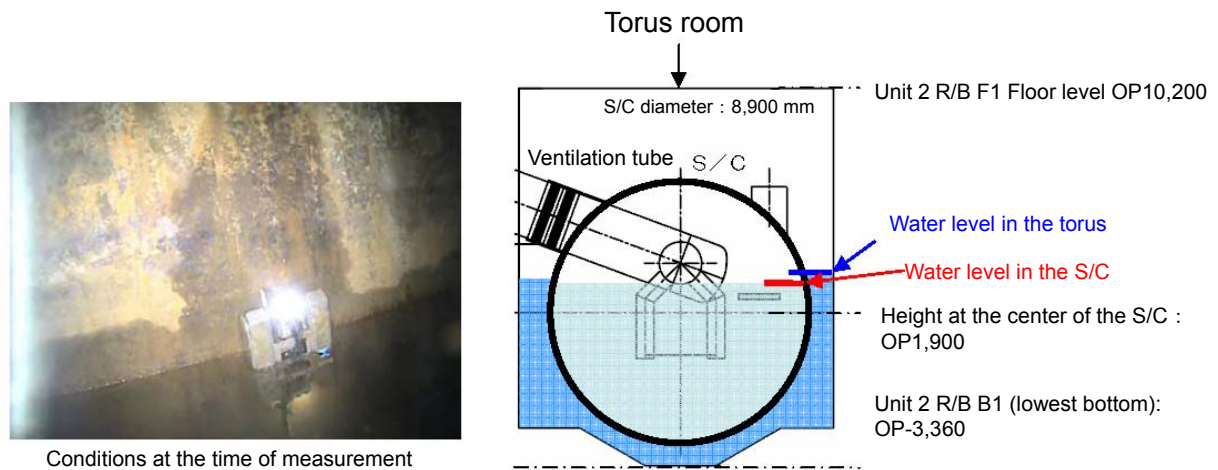 Torus room
S/C diameter：8,900 mm
Unit 2 R/B F1 Floor level OP10,200
Ventilation tube
S／C
Water level in the torus
Water level in the S/C
Height at the center of the S/C：
OP1,900
Unit 2 R/B B1 (lowest bottom):
OP-3,360
Conditions at the time of measurement